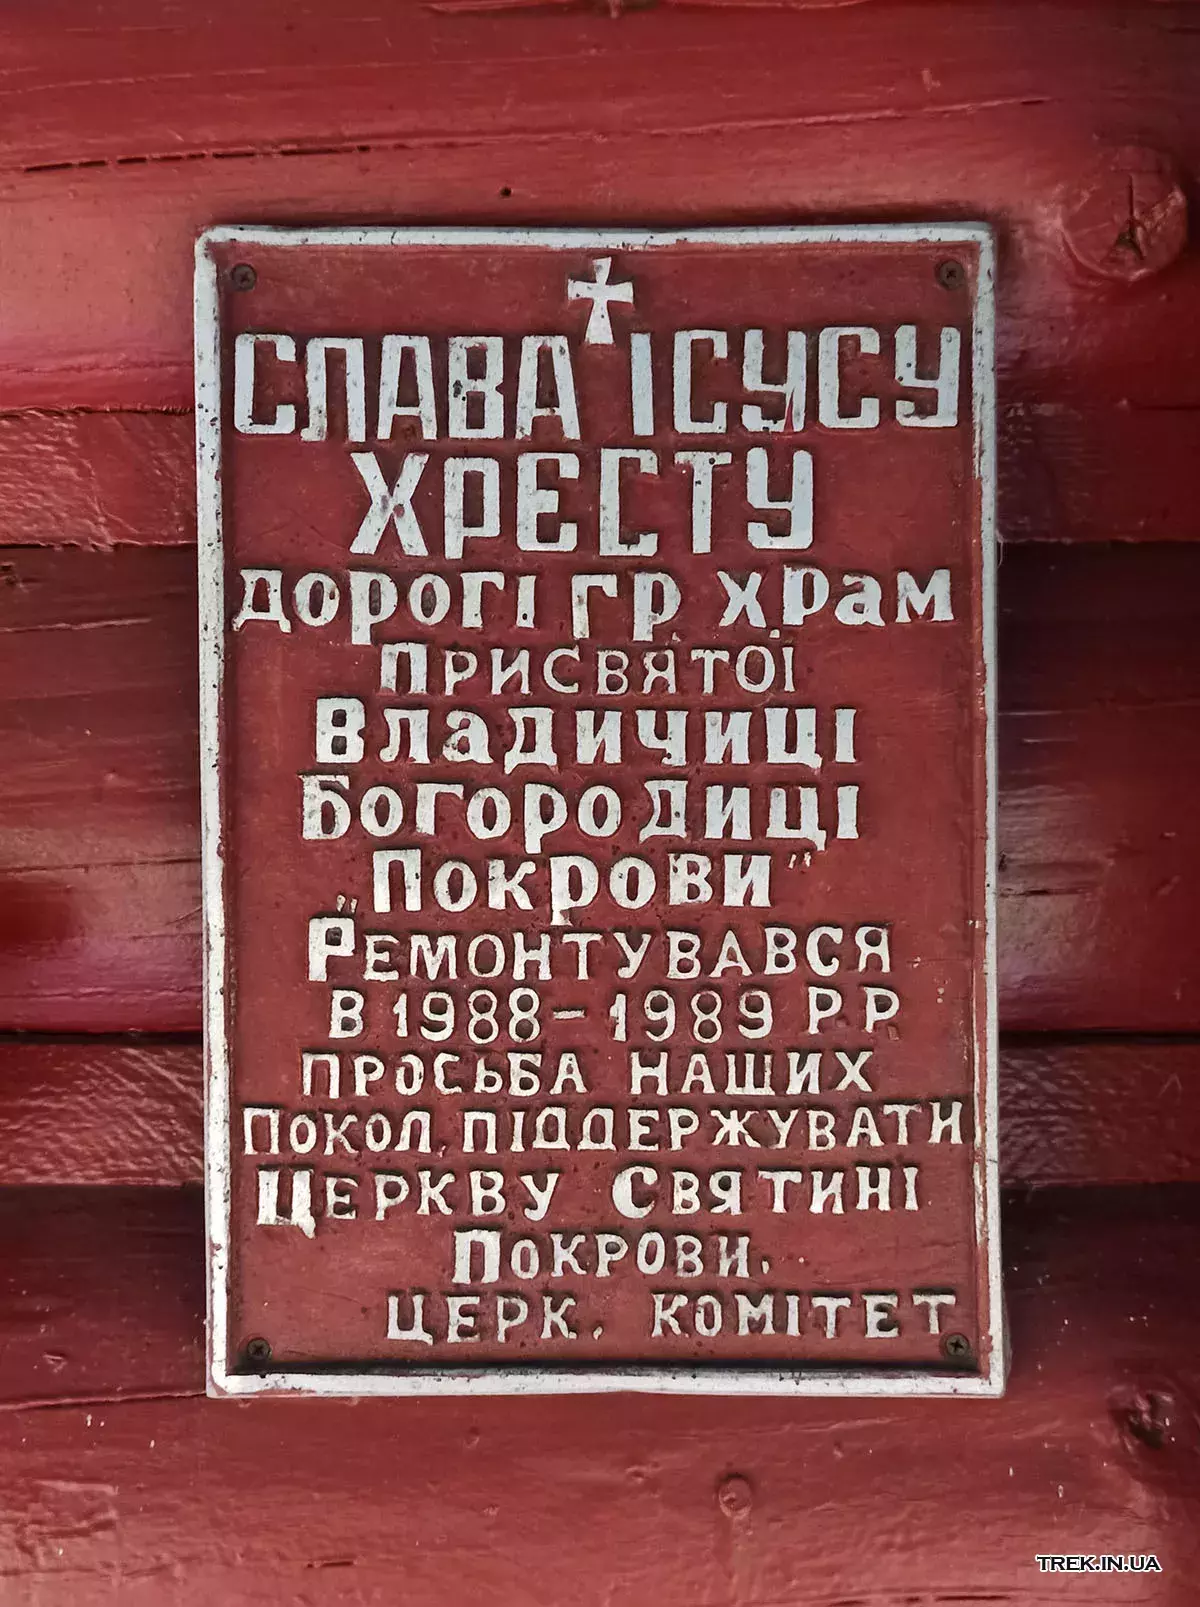 СЛАВА ІСУСУ
ХРЕСТУ
дорогі гр. храм
Присвятої
Владичиці
Богородиці
„Покрови"
Ремонтувався
в 1988-1989 р р
просьба наших
покол. піддержувати
Церкву Святині
Покрови.
церк. комітет
TREK.IN.UA